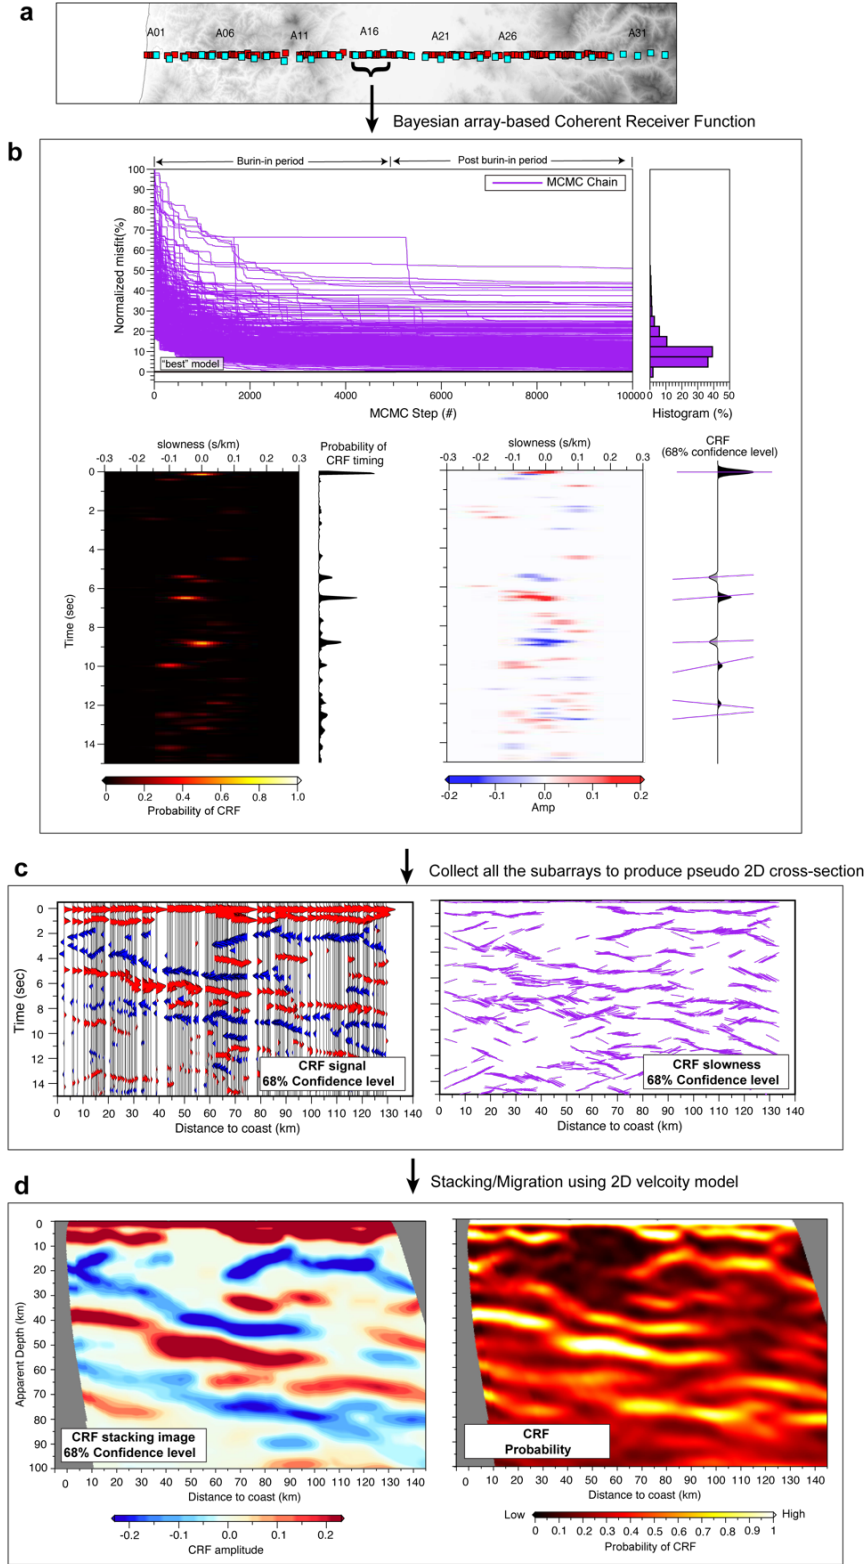 a
A01 A06 A11 A16 A21 A26 A31
Bayesian array-based Coherent Receiver Function
b
Burin-in period Post burin-in period
MCMC Chain
Normalized misfit(%)
100
90
80
70
60
50
40
30
20
10
0
"best" model
0 2000 4000 6000 8000 10000
MCMC Step (#)
0 10 20 30 40 50
Histogram (%)
slowness (s/km)
-0.3 -0.2 -0.1 0.0 0.1 0.2 0.3
Probability of
CRF timing
Time (sec)
0
2
4
6
8
10
12
14
0 0.2 0.4 0.6 0.8 1.0
Probability of CRF
slowness (s/km)
-0.3 -0.2 -0.1 0.0 0.1 0.2 0.3
CRF
(68% confidence level)
-0.2 -0.1 0.0 0.1 0.2
Amp
c
Collect all the subarrays to produce pseudo 2D cross-section
Time (sec)
0
2
4
6
8
10
12
14
CRF signal
68% Confidence level
0 10 20 30 40 50 60 70 80 90 100 110 120 130 140
Distance to coast (km)
CRF slowness
68% Confidence level
0 10 20 30 40 50 60 70 80 90 100 110 120 130 140
Distance to coast (km)
d
Stacking/Migration using 2D velcoity model
Apparent Depth (km)
0
10
20
30
40
50
60
70
80
90
100
CRF stacking image
68% Confidence level
0 10 20 30 40 50 60 70 80 90 100 110 120 130 140
Distance to coast (km)
-0.2 -0.1 0.0 0.1 0.2
CRF amplitude
CRF
Probability
0 10 20 30 40 50 60 70 80 90 100 110 120 130 140
Distance to coast (km)
Low High
0 0.1 0.2 0.3 0.4 0.5 0.6 0.7 0.8 0.9 1
Probability of CRF